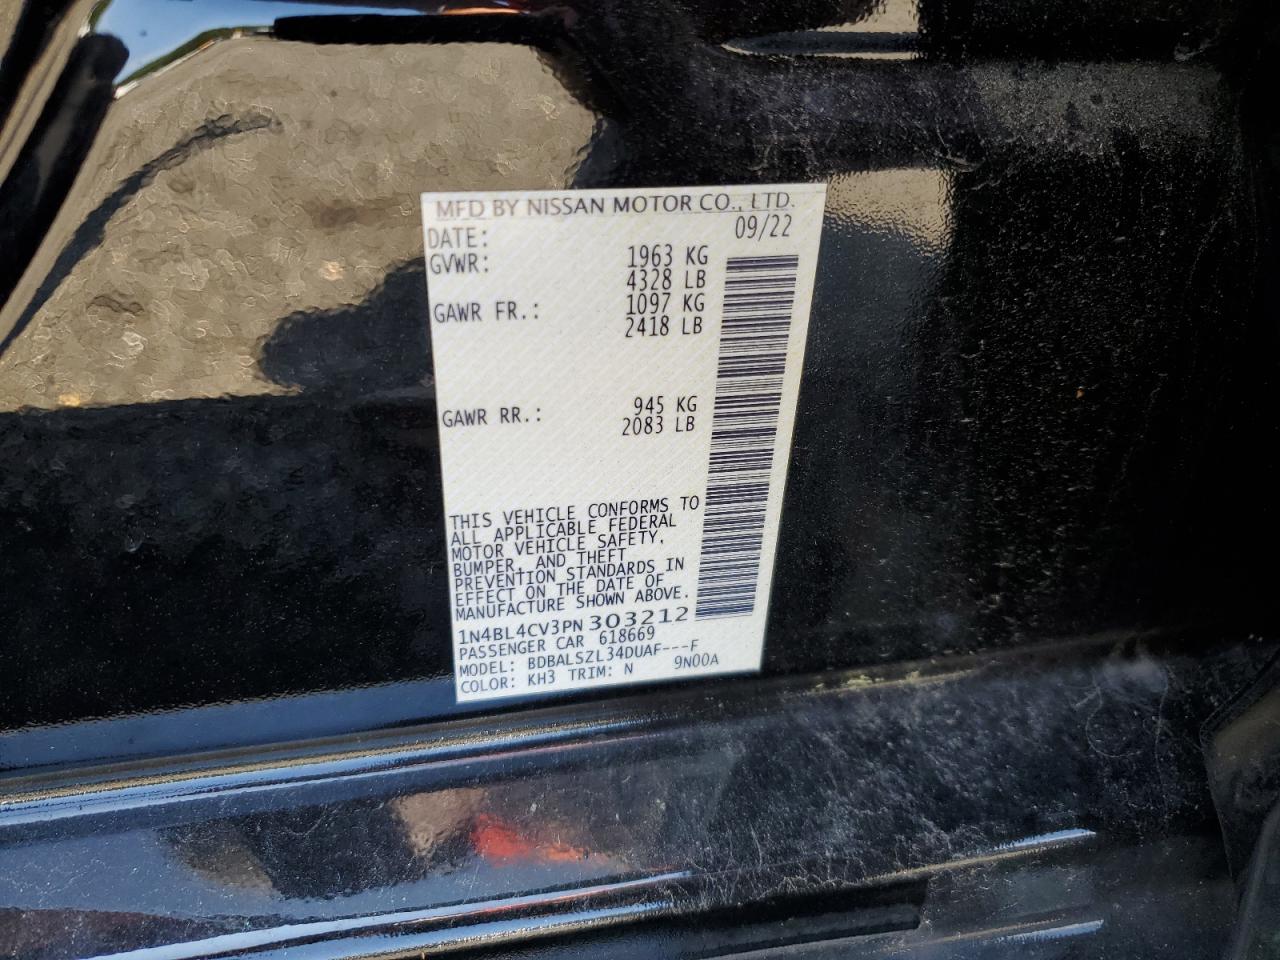 MFD BY NISSAN MOTOR CO., LTD.
DATE: 09/22
GVWR: 1963 KG
4328 LB
GAWR FR.: 1097 KG
2418 LB
GAWR RR.: 945 KG
2083 LB
THIS VEHICLE CONFORMS TO
ALL APPLICABLE FEDERAL
MOTOR VEHICLE SAFETY,
BUMPER, AND THEFT
PREVENTION STANDARDS IN
EFFECT ON THE DATE OF
MANUFACTURE SHOWN ABOVE.
1N4BL4CV3PN303212
PASSENGER CAR 618669
MODEL: BDBALSZL34DUAF---F
COLOR: KH3 TRIM: N 9N00A